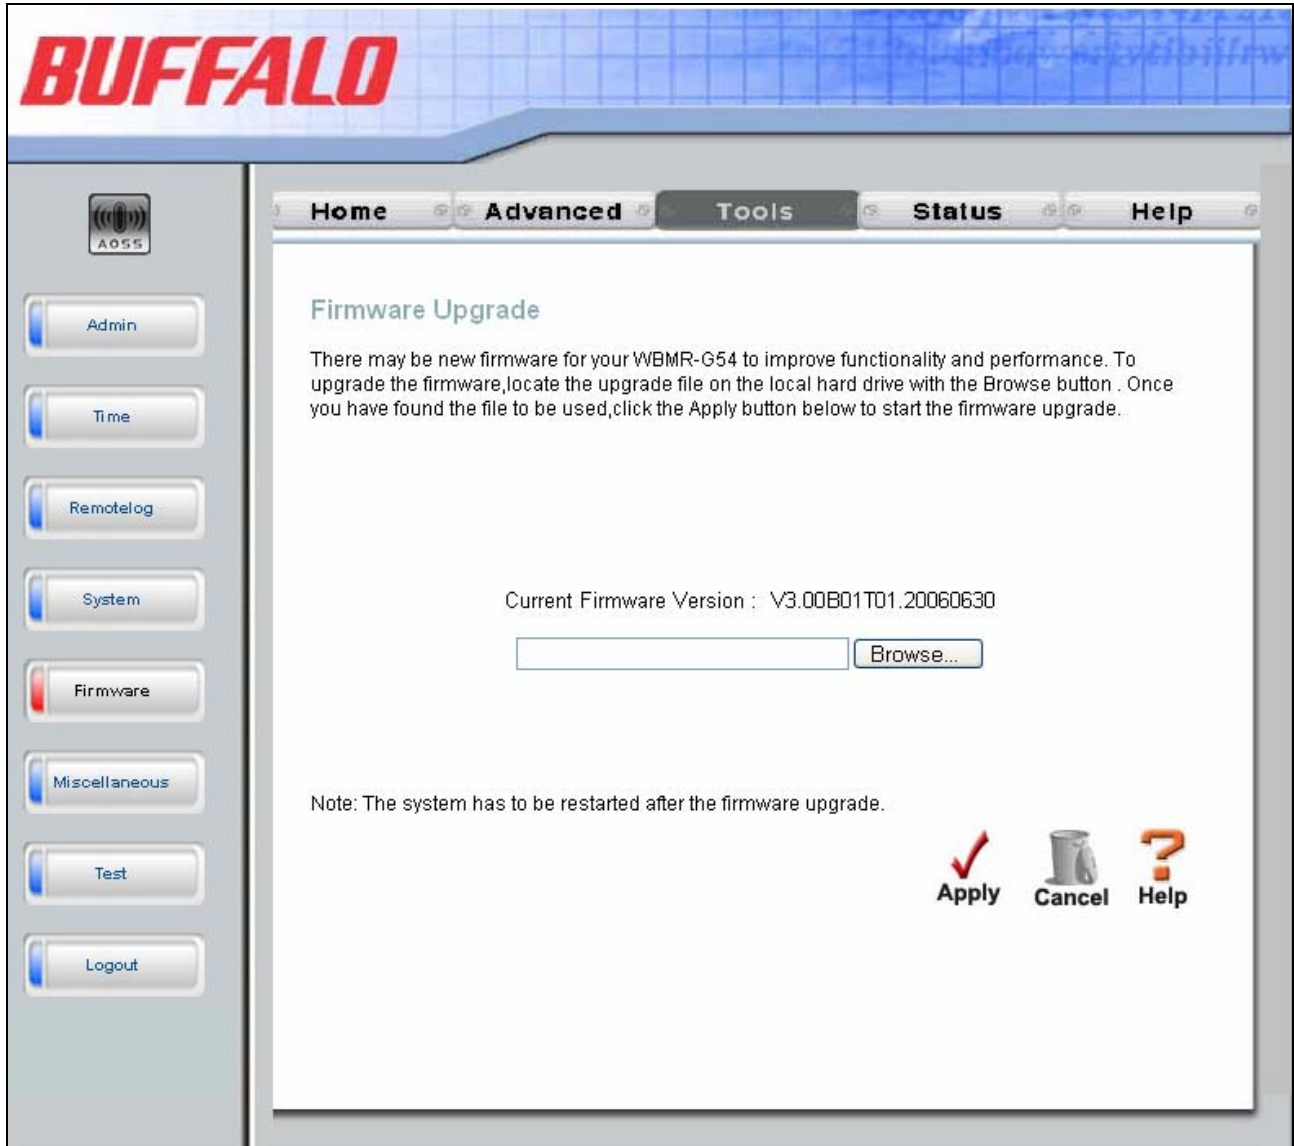 BUFFALO
AOSS
Home Advanced Tools Status Help
Admin
Time
Remotelog
System
Firmware
Miscellaneous
Test
Logout
Firmware Upgrade
There may be new firmware for your WBMR-G54 to improve functionality and performance. To
upgrade the firmware,locate the upgrade file on the local hard drive with the Browse button . Once
you have found the file to be used,click the Apply button below to start the firmware upgrade.
Current Firmware Version : V3.00B01T01.20060630
Browse...
Note: The system has to be restarted after the firmware upgrade.
Apply Cancel Help